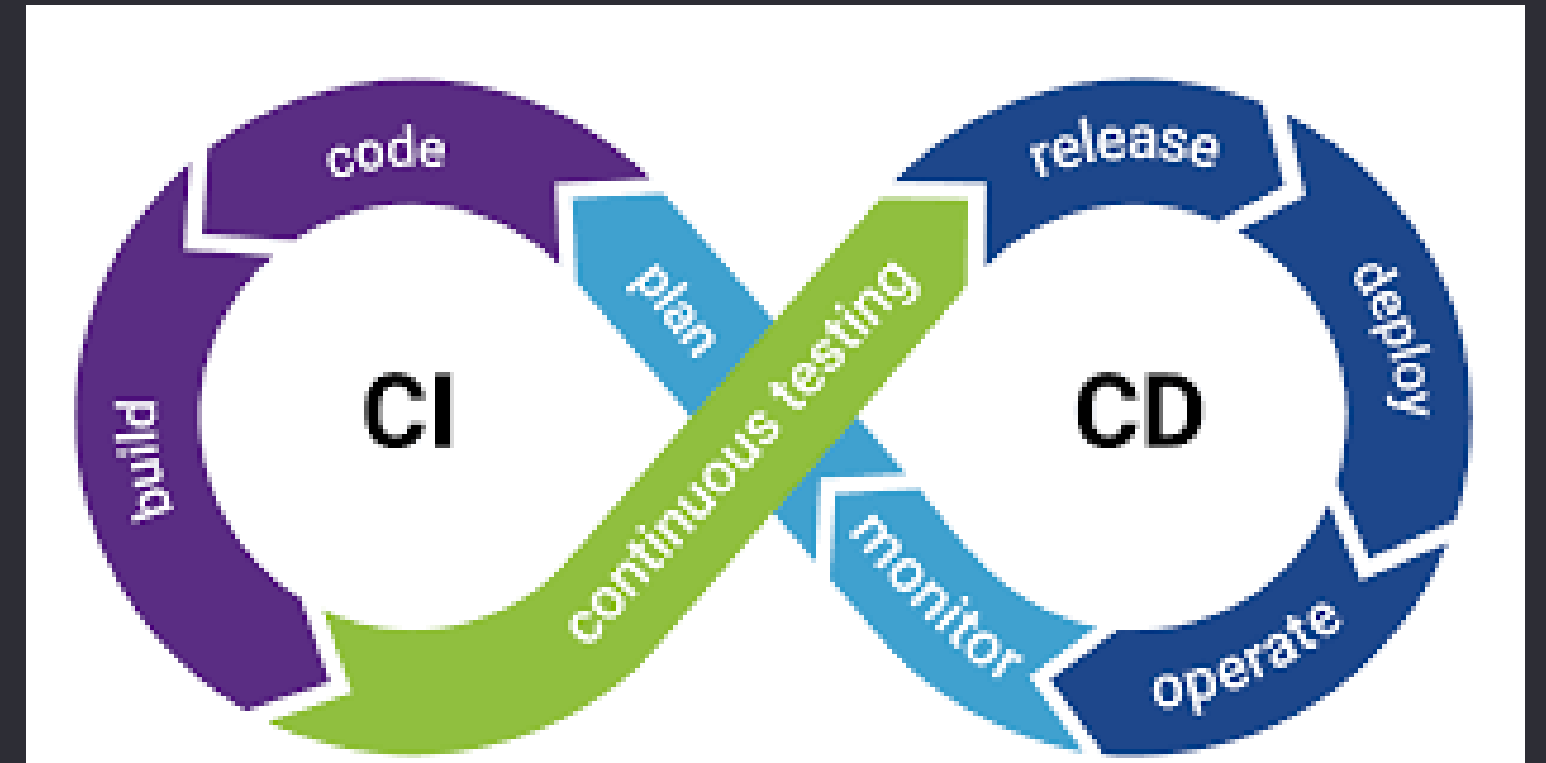 code
release
plan
deploy
build
CI
CD
continuous testing
monitor
operate